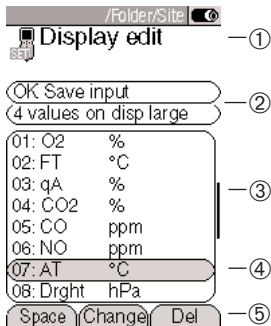 /Folder/Site
SET!
Display edit
①
OK Save input
②
4 values on disp large
01: O2 %
02: FT °C
03: qA %
③
04: CO2 %
05: CO ppm
06: NO ppm
07: AT °C
④
08: Drght hPa
Space Change Del
⑤